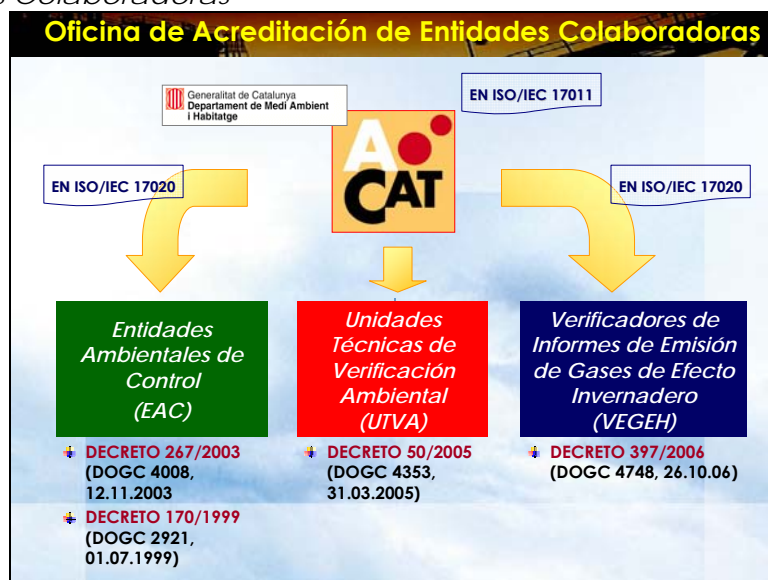 s Colaboradoras
Oficina de Acreditación de Entidades Colaboradoras
Generalitat de Catalunya
Departament de Medi Ambient
i Habitatge
EN ISO/IEC 17011
A
CAT
EN ISO/IEC 17020
EN ISO/IEC 17020
Entidades
Ambientales de
Control
(EAC)
DECRETO 267/2003
(DOGC 4008,
12.11.2003
DECRETO 170/1999
(DOGC 2921,
01.07.1999)
Unidades
Técnicas de
Verificación
Ambiental
(UTVA)
DECRETO 50/2005
(DOGC 4353,
31.03.2005)
Verificadores de
Informes de Emisión
de Gases de Efecto
Invernadero
(VEGEH)
DECRETO 397/2006
(DOGC 4748, 26.10.06)